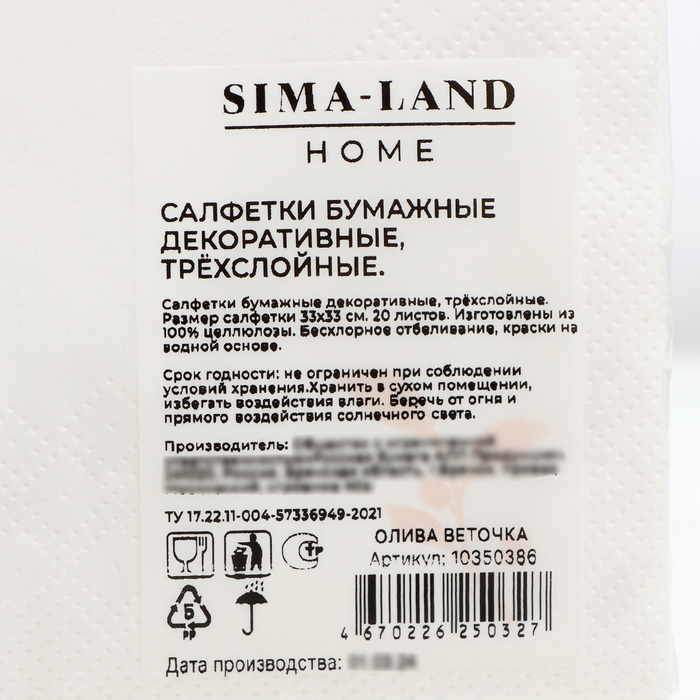 SIMA-LAND
HOME
САЛФЕТКИ БУМАЖНЫЕ
ДЕКОРАТИВНЫЕ,
ТРЁХСЛОЙНЫЕ.
Салфетки бумажные декоративные, трёхслойные.
Размер салфетки 33х33 см. 20 листов. Изготовлены из
100% целлюлозы. Бесхлорное отбеливание, краски на
водной основе.
Срок годности: не ограничен при соблюдении
условий хранения.Хранить в сухом помещении,
избегать воздействия влаги. Беречь от огня и
прямого воздействия солнечного света.
Производитель:
ТУ 17.22.11-004-57336949-2021
ОЛИВА ВЕТОЧКА
Артикул: 10350386
5
PP
4 670226 250327
Дата производства: